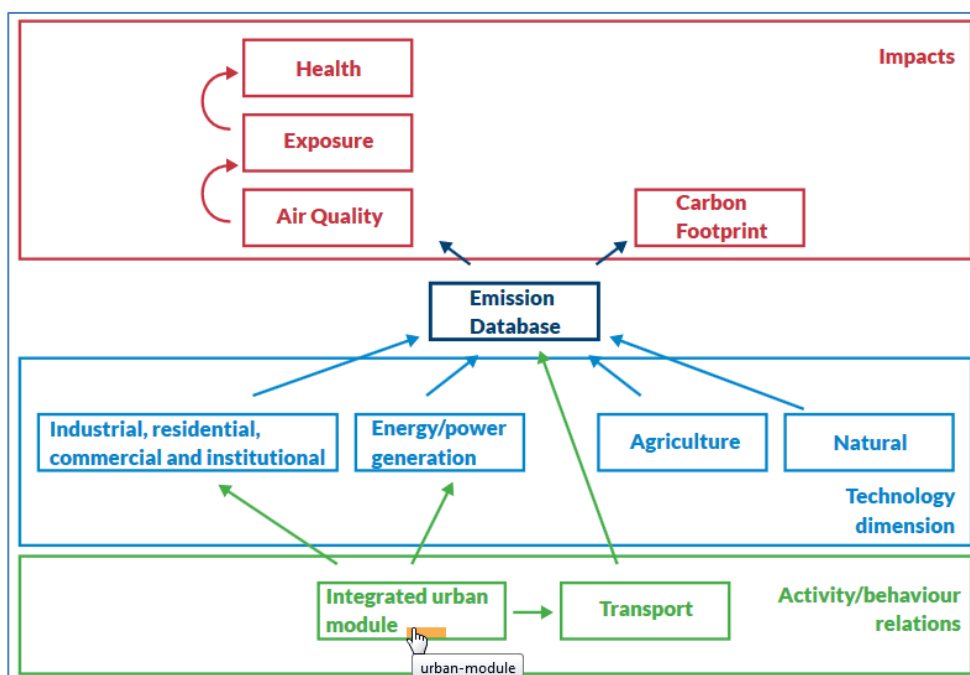 Impacts
Health
Exposure
Air Quality
Carbon
Footprint
Emission
Database
Industrial, residential,
commercial and institutional
Energy/power
generation
Agriculture
Natural
Technology
dimension
Integrated urban
module
Transport
Activity/behaviour
relations
urban-module